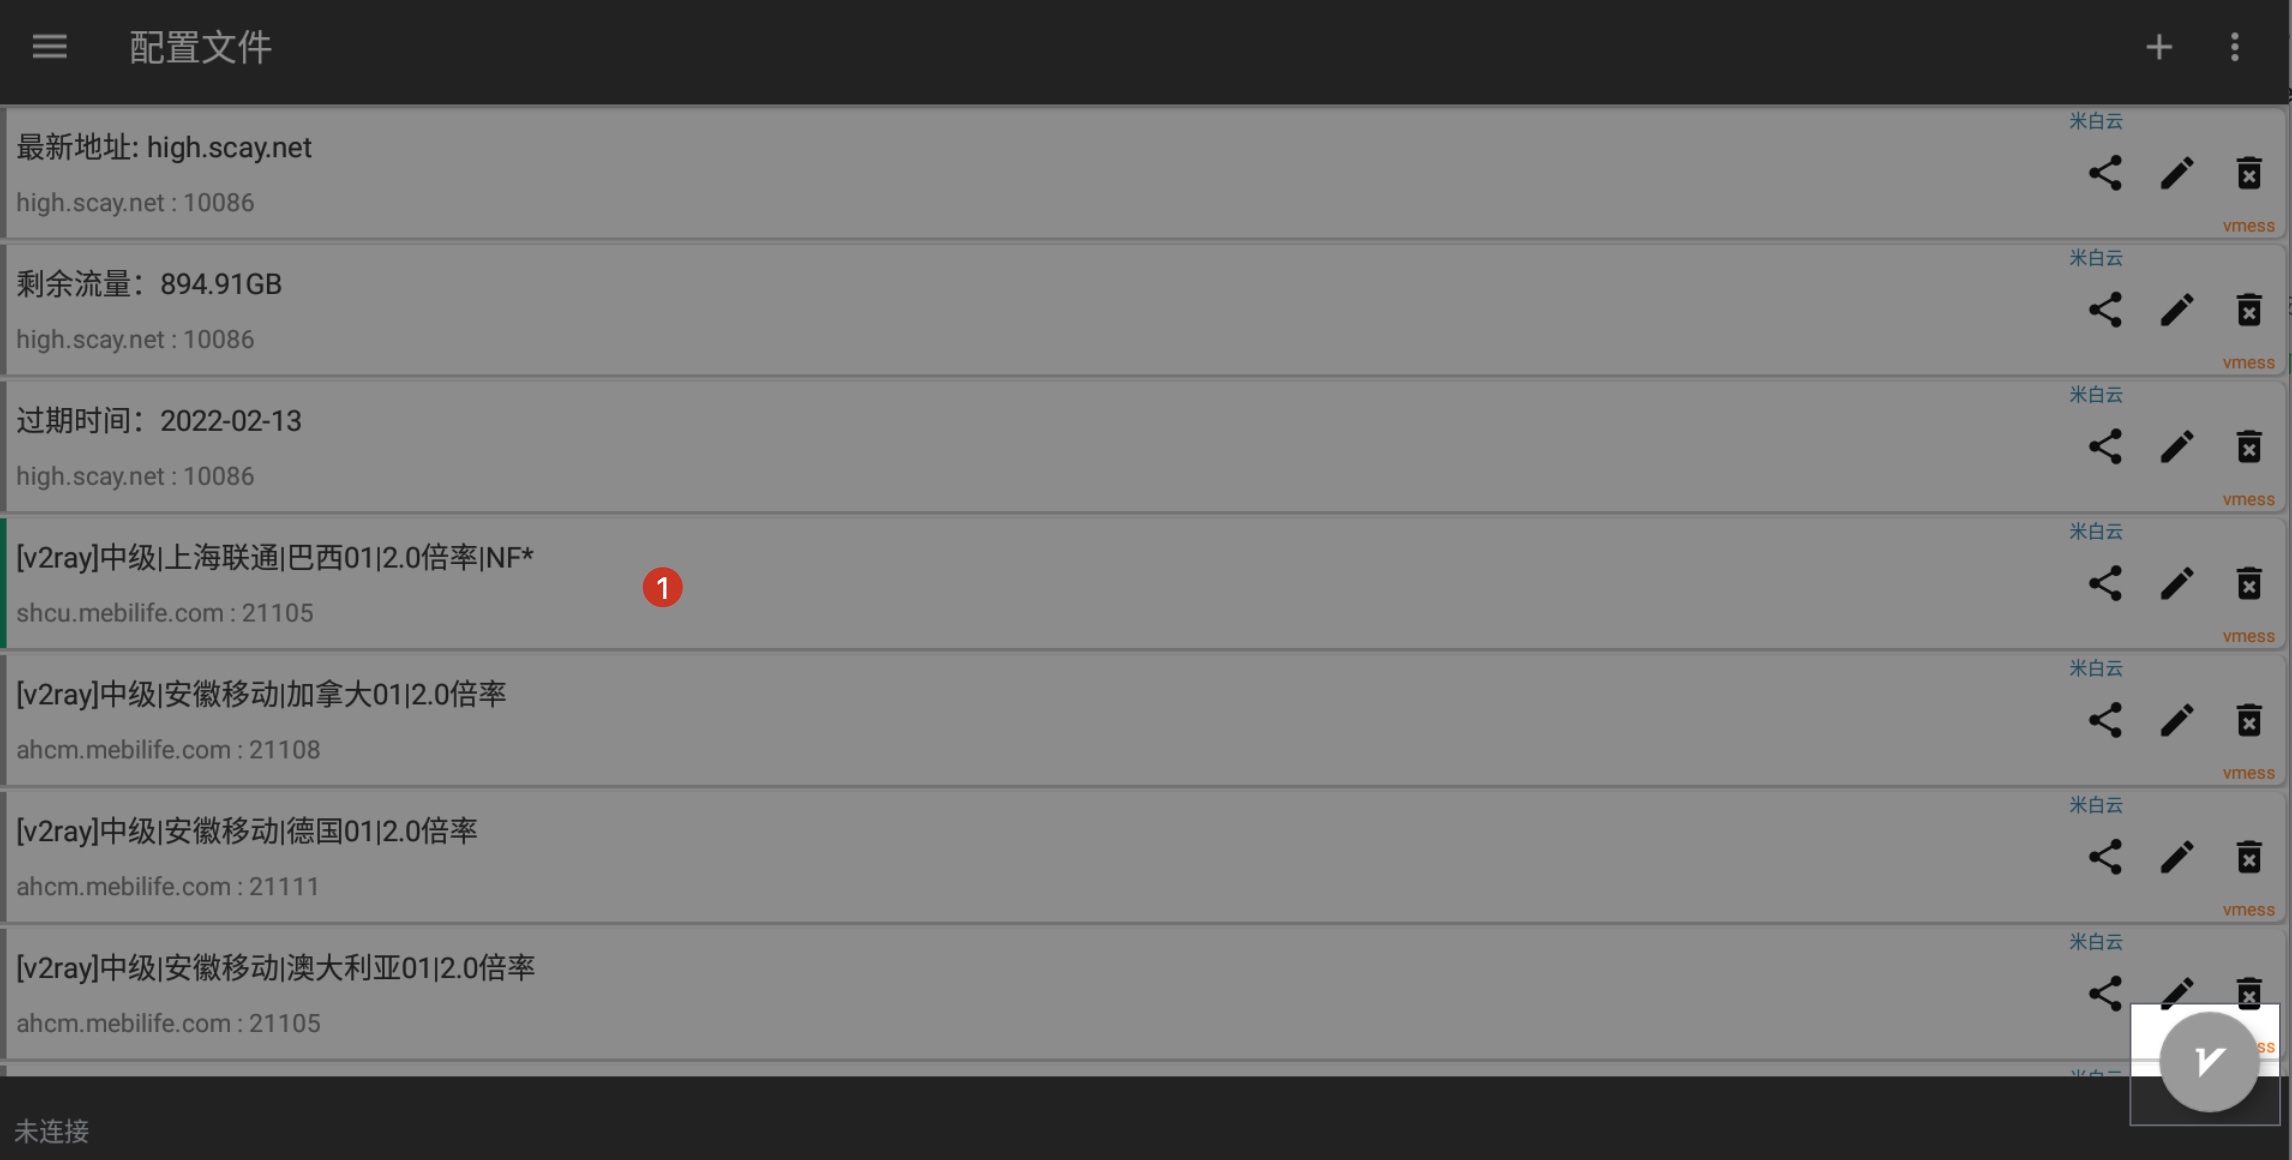 配置文件
米白云
最新地址: high.scay.net
high.scay.net : 10086
vmess
米白云
剩余流量：894.91GB
high.scay.net : 10086
vmess
米白云
过期时间：2022-02-13
high.scay.net : 10086
vmess
米白云
[v2ray]中级|上海联通|巴西01|2.0倍率|NF*
1
shcu.mebilife.com : 21105
vmess
米白云
[v2ray]中级|安徽移动|加拿大01|2.0倍率
ahcm.mebilife.com : 21108
vmess
米白云
[v2ray]中级|安徽移动|德国01|2.0倍率
ahcm.mebilife.com : 21111
vmess
米白云
[v2ray]中级|安徽移动|澳大利亚01|2.0倍率
ahcm.mebilife.com : 21105
ss
未连接